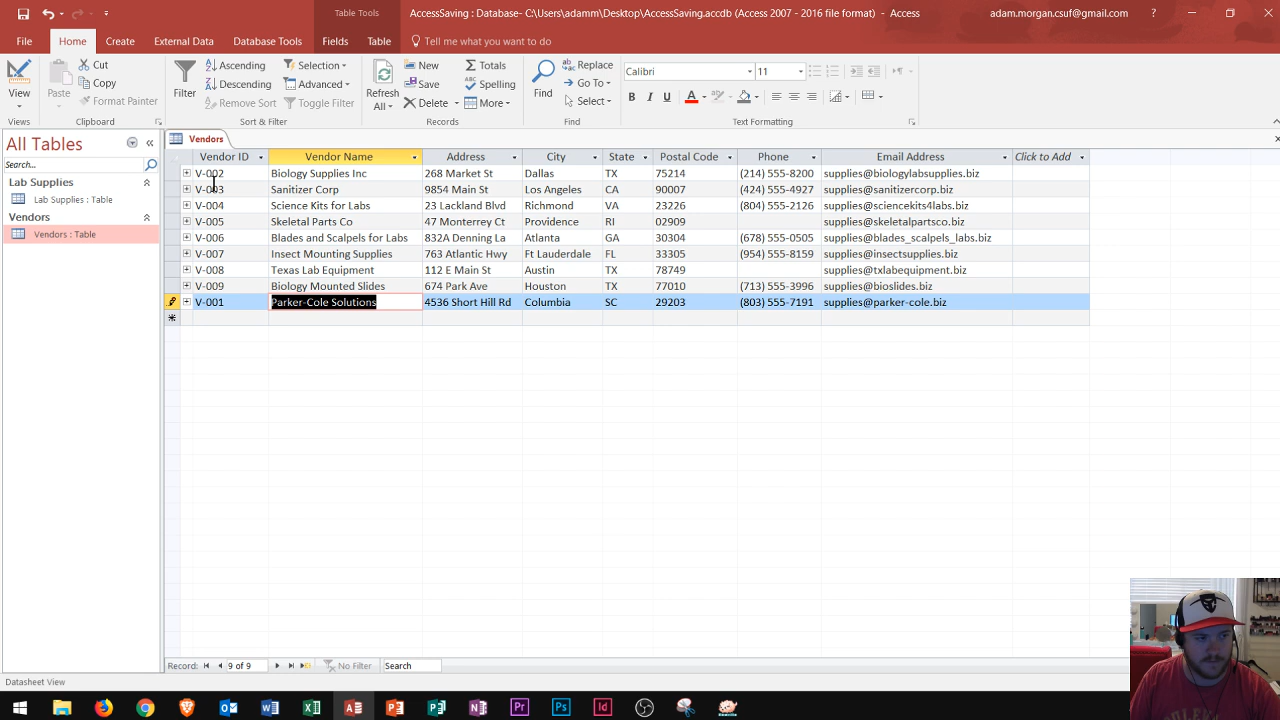 Table Tools
AccessSaving : Database- C:\Users\adamm\Desktop\AccessSaving.accdb (Access 2007 - 2016 file format) - Access
adam.morgan.csuf@gmail.com
?
File Home Create External Data Database Tools Fields Table Tell me what you want to do
View
Views
Paste
Cut
Copy
Format Painter
Clipboard
Filter
Ascending
Descending
Remove Sort
Selection
Advanced
Toggle Filter
Sort & Filter
Refresh
All
New
Save
Delete
Totals
Spelling
More
Records
Find
Replace
Go To
Select
Find
Calibri 11
B I U A
Text Formatting
All Tables
Search...
Lab Supplies
Lab Supplies : Table
Vendors
Vendors : Table
Vendors
Vendor ID Vendor Name Address City State Postal Code Phone Email Address Click to Add
V-002 Biology Supplies Inc 268 Market St Dallas TX 75214 (214) 555-8200 supplies@biologylabsupplies.biz
V-003 Sanitizer Corp 9854 Main St Los Angeles CA 90007 (424) 555-4927 supplies@sanitizercorp.biz
V-004 Science Kits for Labs 23 Lackland Blvd Richmond VA 23226 (804) 555-2126 supplies@sciencekits4labs.biz
V-005 Skeletal Parts Co 47 Monterrey Ct Providence RI 02909 supplies@skeletalpartsco.biz
V-006 Blades and Scalpels for Labs 832A Denning La Atlanta GA 30304 (678) 555-0505 supplies@blades_scalpels_labs.biz
V-007 Insect Mounting Supplies 763 Atlantic Hwy Ft Lauderdale FL 33305 (954) 555-8159 supplies@insectsupplies.biz
V-008 Texas Lab Equipment 112 E Main St Austin TX 78749 supplies@txlabequipment.biz
V-009 Biology Mounted Slides 674 Park Ave Houston TX 77010 (713) 555-3996 supplies@bioslides.biz
V-001 Parker-Cole Solutions 4536 Short Hill Rd Columbia SC 29203 (803) 555-7191 supplies@parker-cole.biz
Record: 9 of 9 No Filter Search
Datasheet View